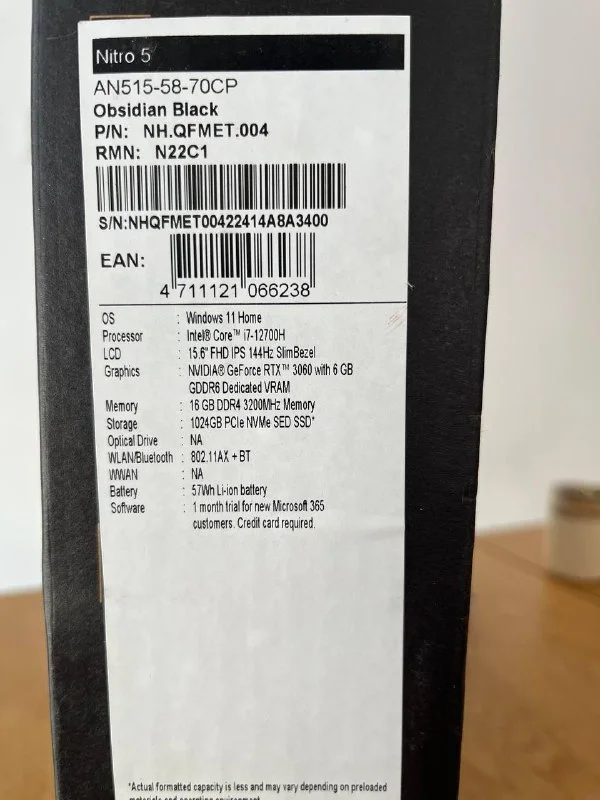 Nitro 5
AN515-58-70CP
Obsidian Black
P/N: NH.QFMET.004
RMN: N22C1
S/N:NHQFMET00422414A8A3400
EAN:
4 711121 066238
OS : Windows 11 Home
Processor : Intel® Core™ i7-12700H
LCD : 15.6" FHD IPS 144Hz SlimBezel
Graphics : NVIDIA® GeForce RTX™ 3060 with 6 GB
GDDR6 Dedicated VRAM
Memory : 16 GB DDR4 3200MHz Memory
Storage : 1024GB PCIe NVMe SED SSD*
Optical Drive : NA
WLAN/Bluetooth : 802.11AX + BT
WWAN : NA
Battery : 57Wh Li-ion battery
Software : 1 month trial for new Microsoft 365
customers. Credit card required.
*Actual formatted capacity is less and may vary depending on preloaded
materials and operating environment.